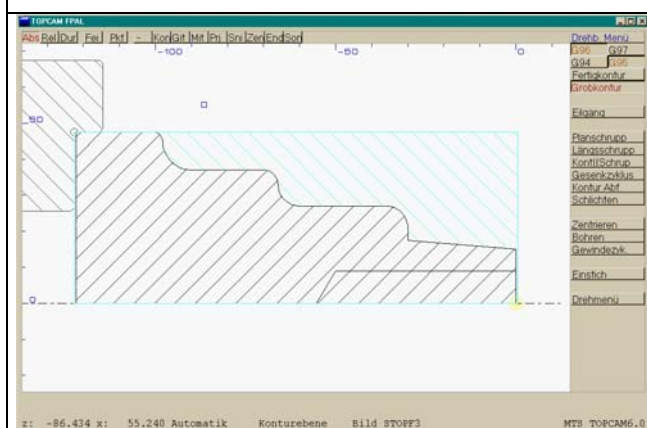 TOPCAM FPAL
Abs Rel Dur Fei Pkt - Kon Git Mit Pri Sni Zen End Son
Drehb. Menü
-100 -50 0
G96 G97
G94 G95
Fertigkontur
Grobkontur
Eilgang
50
Planschrupp
Längsschrupp
Kont||Schrup
Gesenkzyklus
Kontur Abf.
Schlichten
Zentrieren
Bohren
Gewindezyk.
Einstich
0
Drehmenü
z: -86.434 x: 55.240 Automatik Konturebene Bild STOPF3 MTS TOPCAM6.0